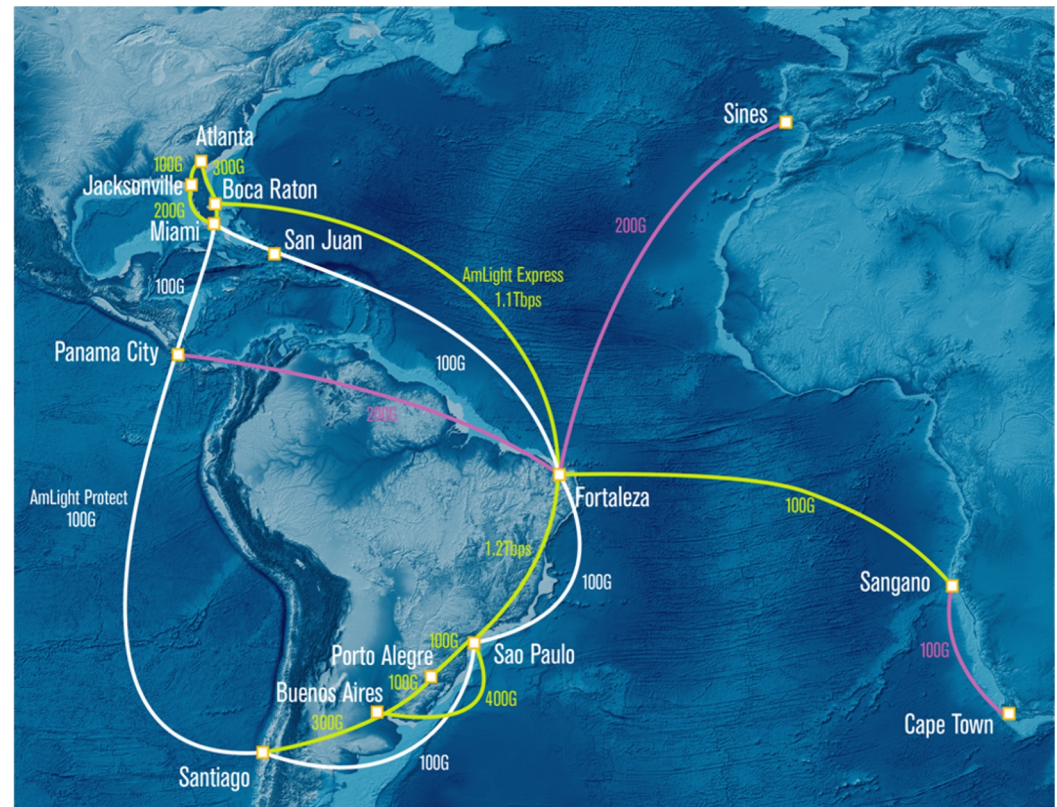 Sines
Atlanta
100G
300G
Jacksonville
Boca Raton
200G
Miami
San Juan
200G
AmLight Express
1.1Tbps
100G
Panama City
100G
200G
AmLight Protect
100G
Fortaleza
100G
1.2Tbps
100G
Sangano
100G
Sao Paulo
Porto Alegre
100G
100G
Buenos Aires
400G
300G
Cape Town
100G
Santiago